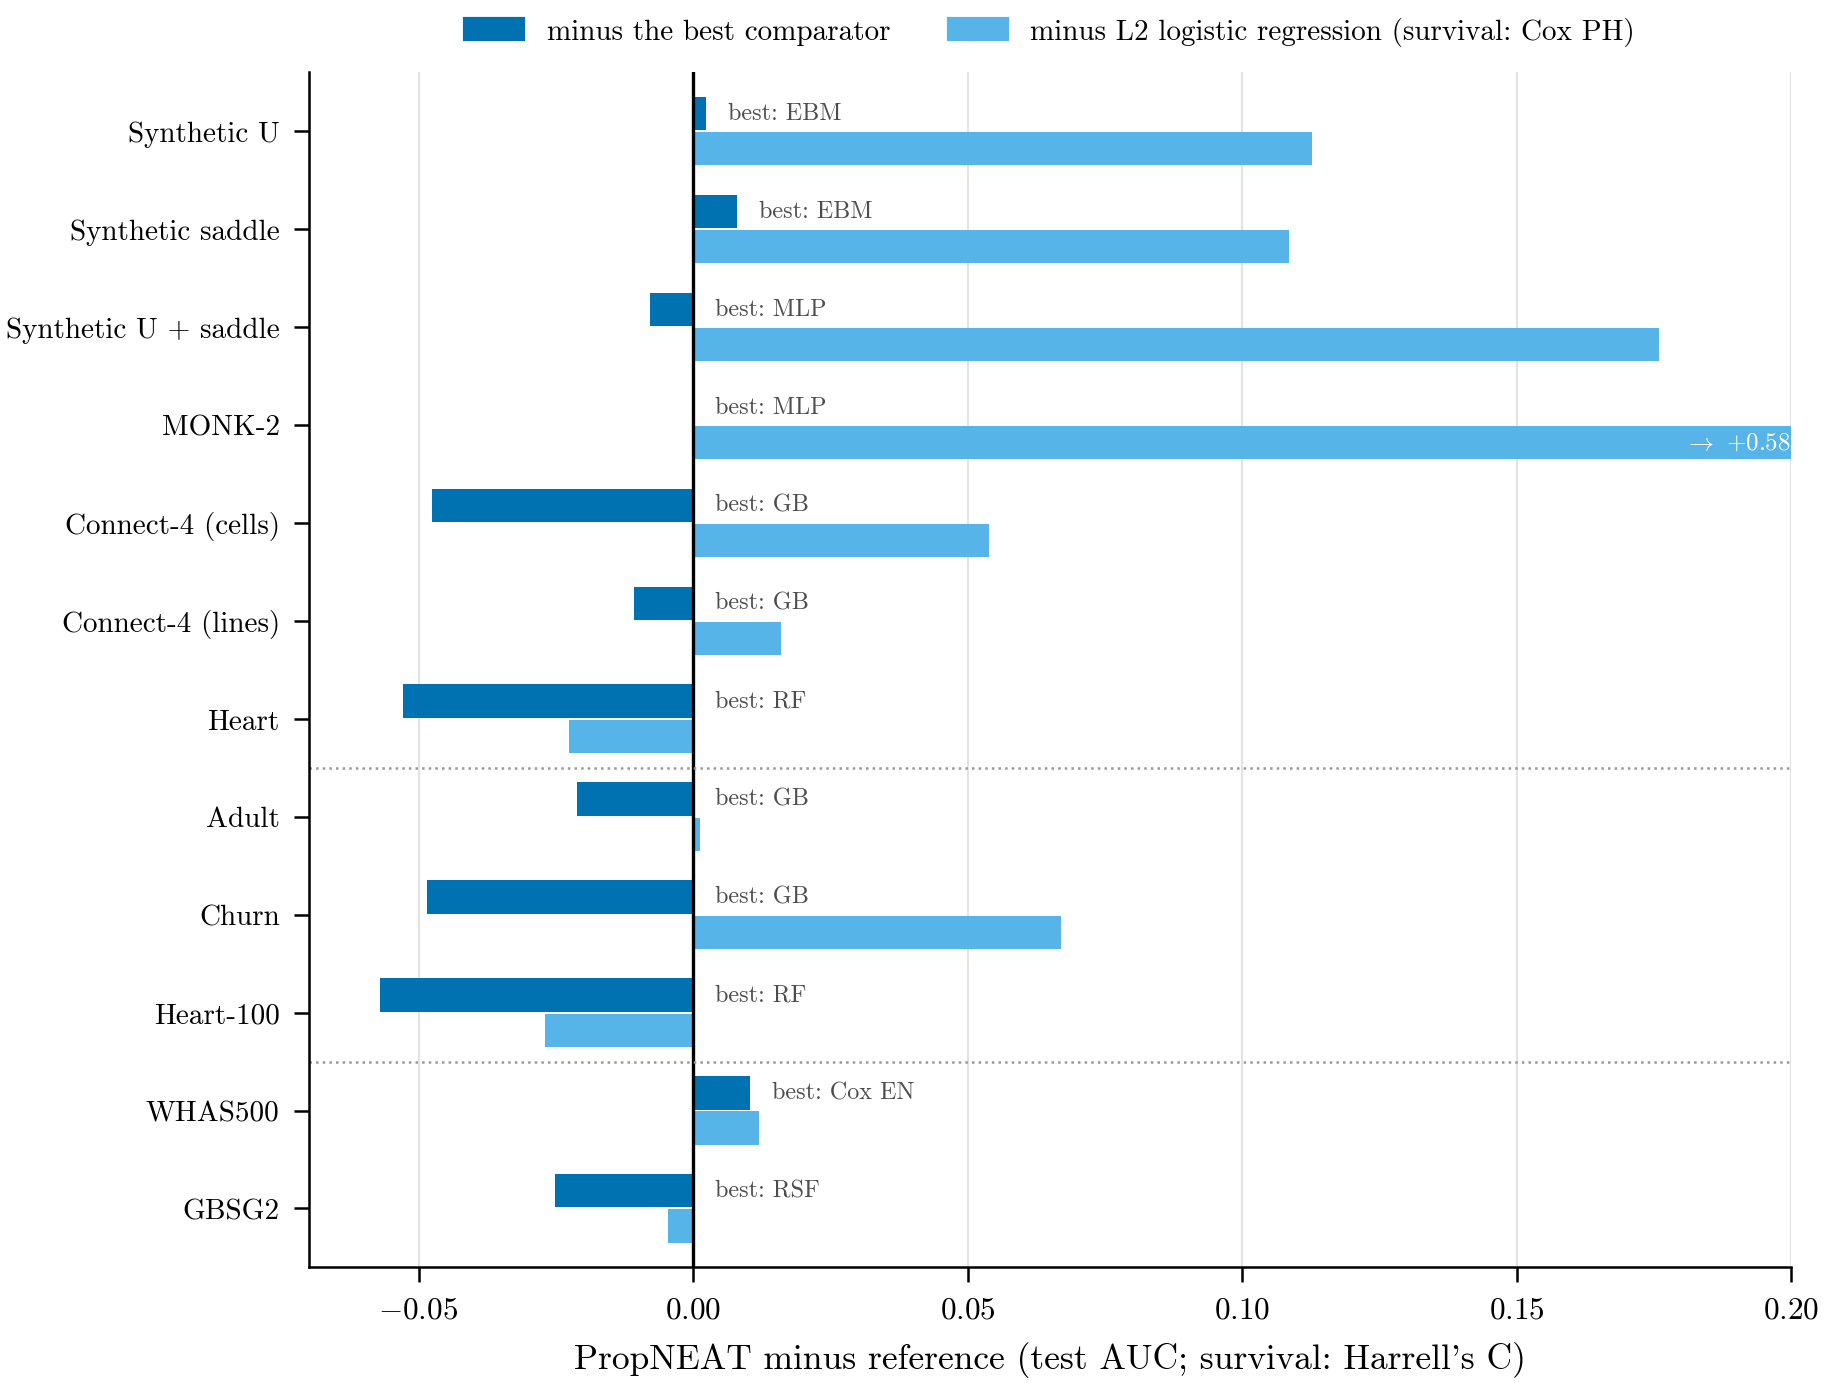 minus the best comparator minus L2 logistic regression (survival: Cox PH)
Synthetic U best: EBM
Synthetic saddle best: EBM
Synthetic U + saddle best: MLP
MONK-2 best: MLP
→ +0.58
Connect-4 (cells) best: GB
Connect-4 (lines) best: GB
Heart best: RF
Adult best: GB
Churn best: GB
Heart-100 best: RF
WHAS500 best: Cox EN
GBSG2 best: RSF
−0.05 0.00 0.05 0.10 0.15 0.20
PropNEAT minus reference (test AUC; survival: Harrell's C)